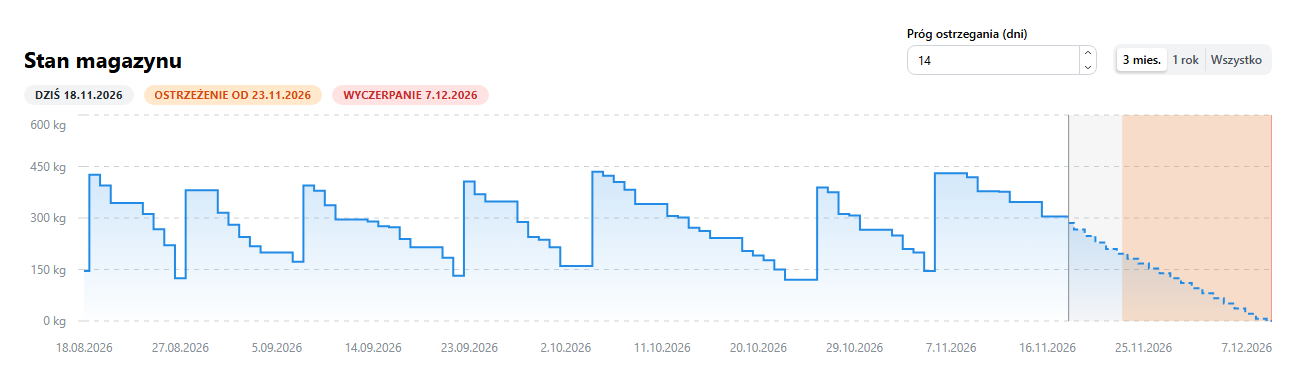 Próg ostrzegania (dni)
Stan magazynu
14
3 mies. 1 rok Wszystko
DZIŚ 18.11.2026 OSTRZEŻENIE OD 23.11.2026 WYCZERPANIE 7.12.2026
600 kg
450 kg
300 kg
150 kg
0 kg
18.08.2026 27.08.2026 5.09.2026 14.09.2026 23.09.2026 2.10.2026 11.10.2026 20.10.2026 29.10.2026 7.11.2026 16.11.2026 25.11.2026 7.12.2026